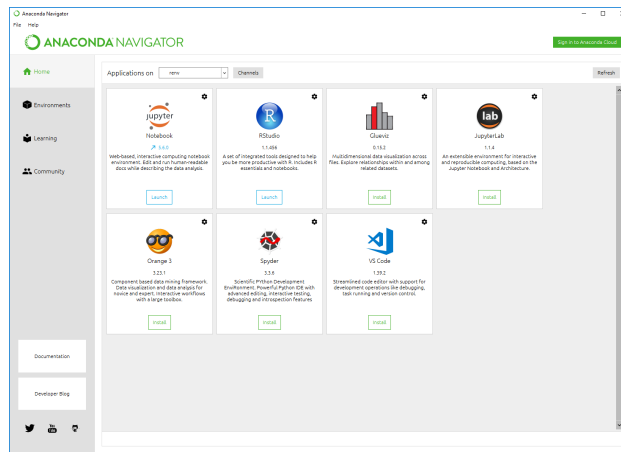 Anaconda Navigator
File Help
ANACONDA NAVIGATOR
Sign in to Anaconda Cloud
Home
Environments
Learning
Community
Documentation
Developer Blog
You
Tube
Applications on
renv
Channels
Refresh
jupyter
Notebook
5.6.0
Web-based, interactive computing notebook
environment. Edit and run human-readable
docs while describing the data analysis.
Launch
R
RStudio
1.1.456
A set of integrated tools designed to help
you be more productive with R. Includes R
essentials and notebooks.
Launch
Glueviz
0.15.2
Multidimensional data visualization across
files. Explore relationships within and among
related datasets.
Install
lab
JupyterLab
1.1.4
An extensible environment for interactive
and reproducible computing, based on the
Jupyter Notebook and Architecture.
Install
Orange 3
3.23.1
Component based data mining framework.
Data visualization and data analysis for
novice and expert. Interactive workflows
with a large toolbox.
Install
Spyder
3.3.6
Scientific PYthon Development
EnviRonment. Powerful Python IDE with
advanced editing, interactive testing,
debugging and introspection features
Install
VS Code
1.39.2
Streamlined code editor with support for
development operations like debugging,
task running and version control.
Install